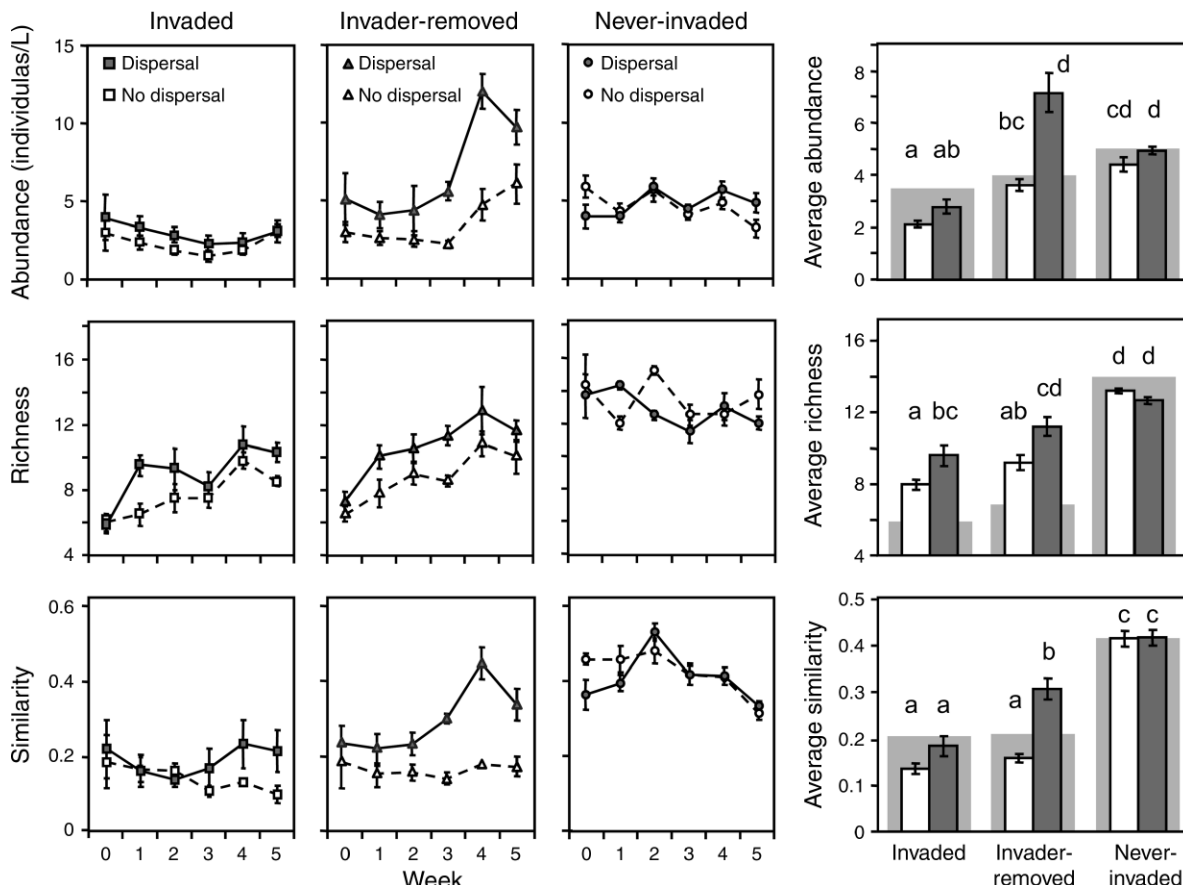 Invaded
Invader-removed
Never-invaded
Abundance (individulas/L)
15
10
5
0
Dispersal
No dispersal
Dispersal
No dispersal
Dispersal
No dispersal
Average abundance
8
6
4
2
0
a
ab
bc
d
cd
d
Richness
16
12
8
4
Average richness
16
12
8
4
a
bc
ab
cd
d
d
Similarity
0.6
0.4
0.2
0
0 1 2 3 4 5
0 1 2 3 4 5
0 1 2 3 4 5
Week
Average similarity
0.5
0.4
0.3
0.2
0.1
0
a
a
a
b
c
c
Invaded
Invader-
removed
Never-
invaded